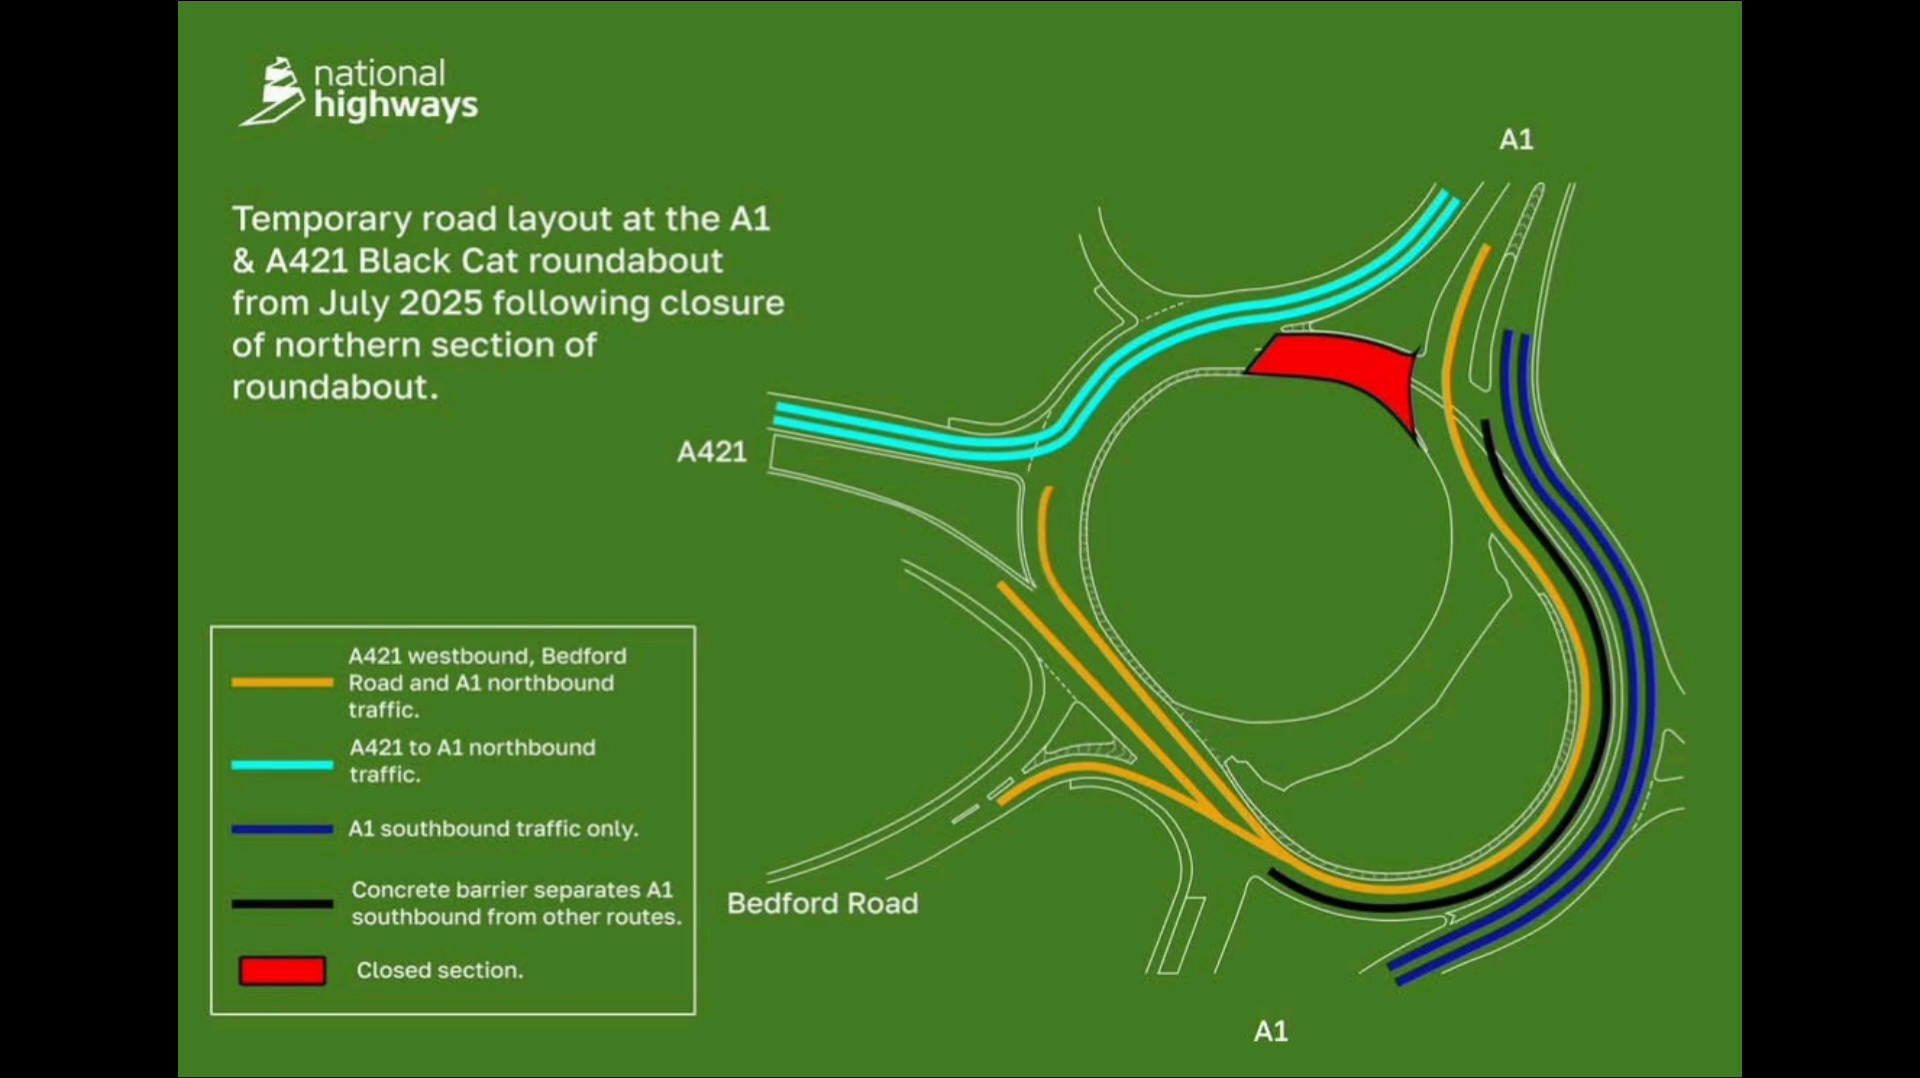 national
highways
A1
Temporary road layout at the A1
& A421 Black Cat roundabout
from July 2025 following closure
of northern section of
roundabout.
A421
A421 westbound, Bedford
Road and A1 northbound
traffic.
A421 to A1 northbound
traffic.
A1 southbound traffic only.
Concrete barrier separates A1
southbound from other routes.
Closed section.
Bedford Road
A1